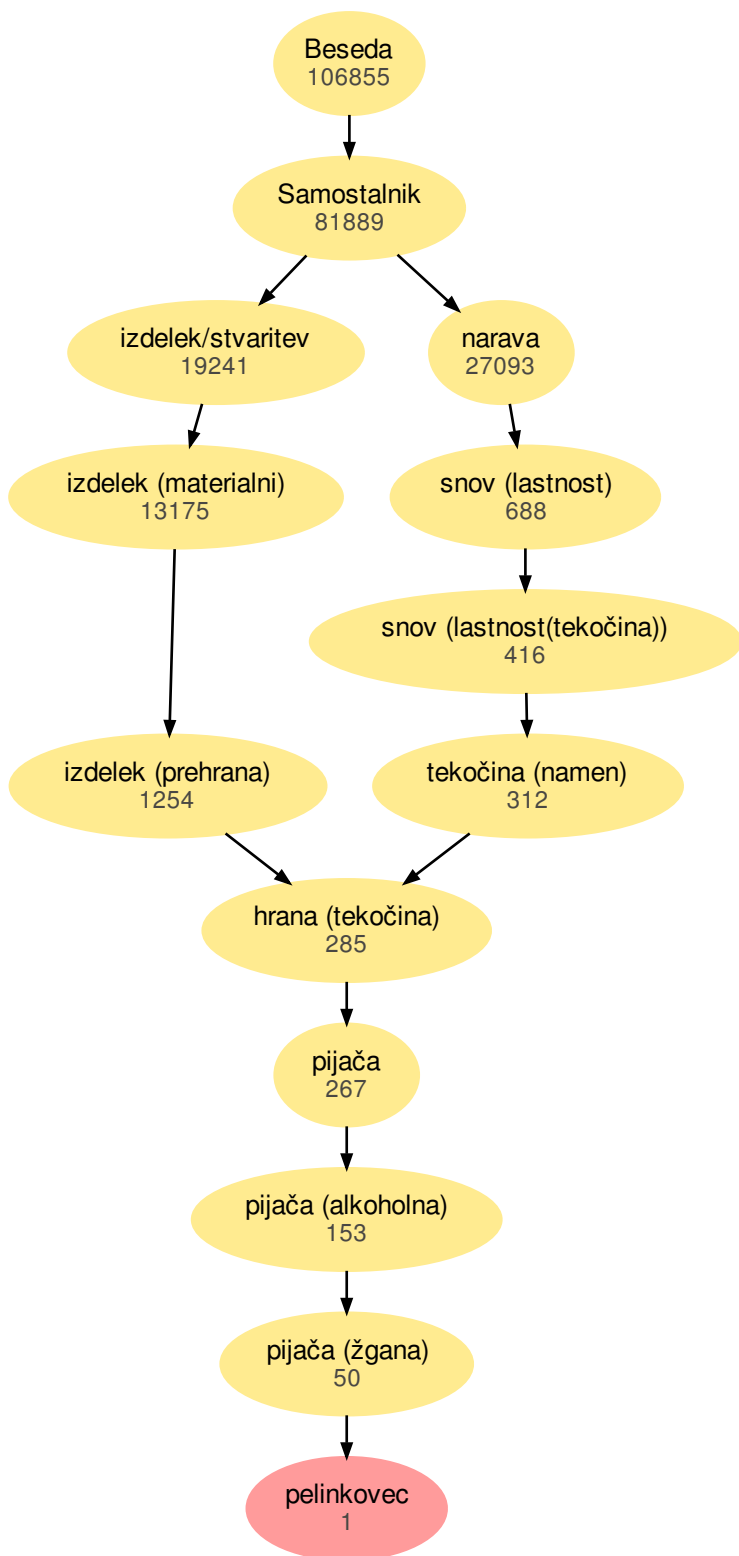 Beseda
106855
Samostalnik
81889
izdelek/stvaritev
19241
narava
27093
izdelek (materialni)
13175
snov (lastnost)
688
snov (lastnost(tekočina))
416
izdelek (prehrana)
1254
tekočina (namen)
312
hrana (tekočina)
285
pijača
267
pijača (alkoholna)
153
pijača (žgana)
50
pelinkovec
1